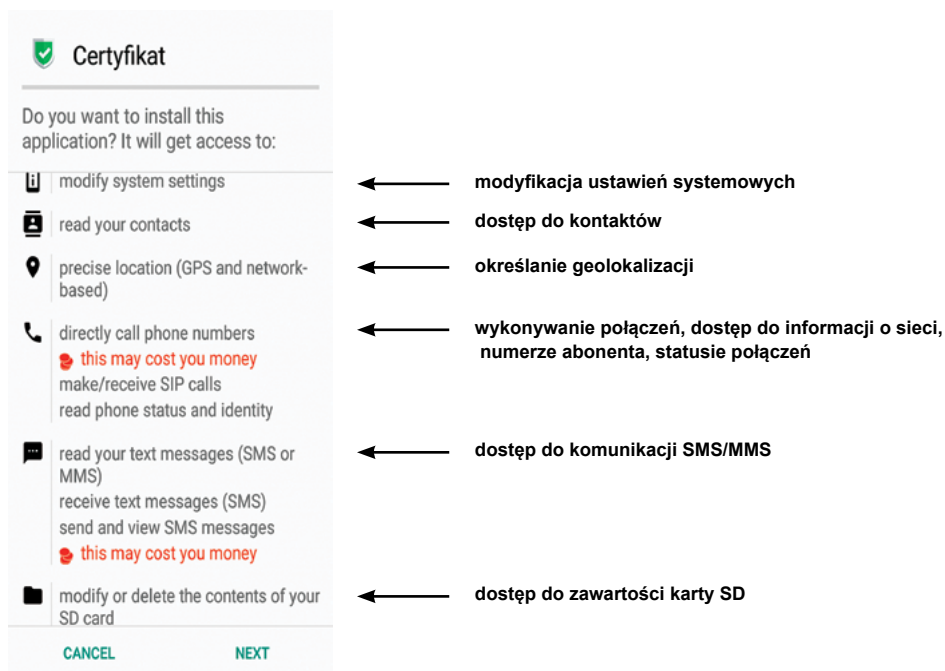 Certyfikat
Do you want to install this
application? It will get access to:
modify system settings
modyfikacja ustawień systemowych
read your contacts
dostęp do kontaktów
precise location (GPS and network-
based)
określanie geolokalizacji
directly call phone numbers
this may cost you money
make/receive SIP calls
read phone status and identity
wykonywanie połączeń, dostęp do informacji o sieci,
numerze abonenta, statusie połączeń
read your text messages (SMS or
MMS)
receive text messages (SMS)
send and view SMS messages
this may cost you money
dostęp do komunikacji SMS/MMS
modify or delete the contents of your
SD card
dostęp do zawartości karty SD
CANCEL
NEXT